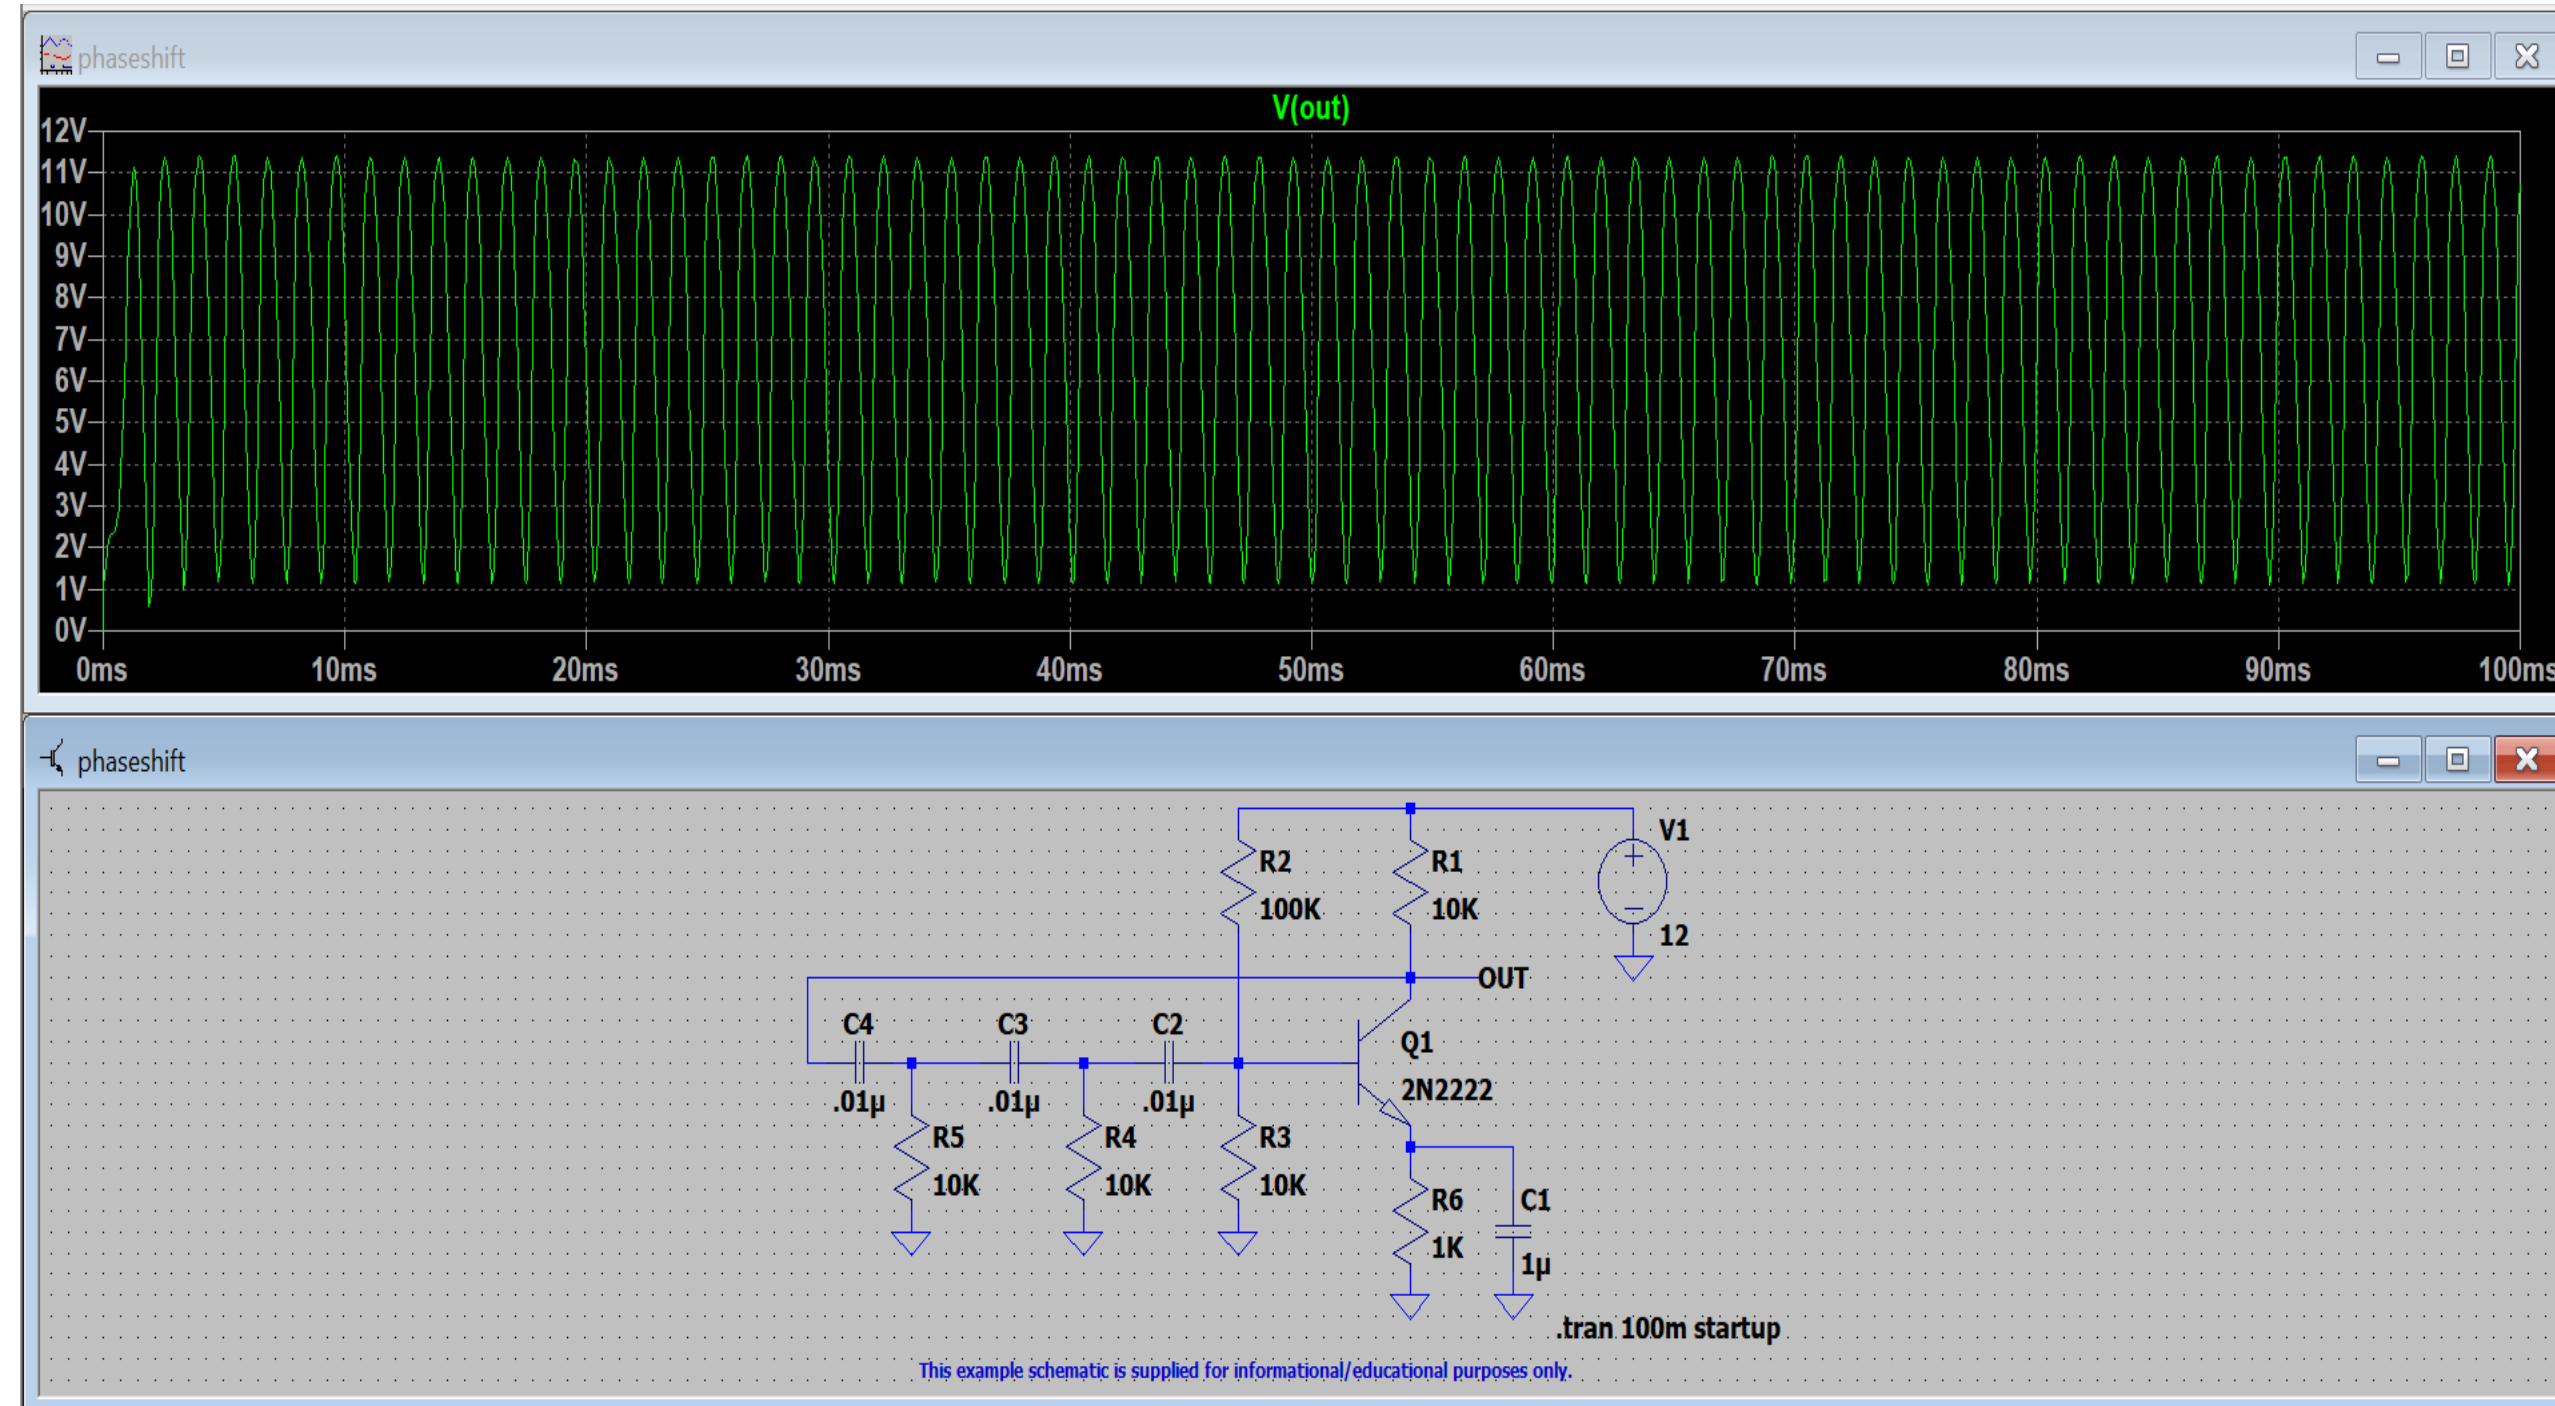 phaseshift
V(out)
12V
11V
10V
9V
8V
7V
6V
5V
4V
3V
2V
1V
0V
0ms 10ms 20ms 30ms 40ms 50ms 60ms 70ms 80ms 90ms 100ms
phaseshift
V1
R2 R1
100K 10K
12
OUT
C4 C3 C2
Q1
.01µ .01µ .01µ 2N2222
R5 R4 R3
10K 10K 10K
R6 C1
1K
1µ
.tran 100m startup
This example schematic is supplied for informational/educational purposes only.